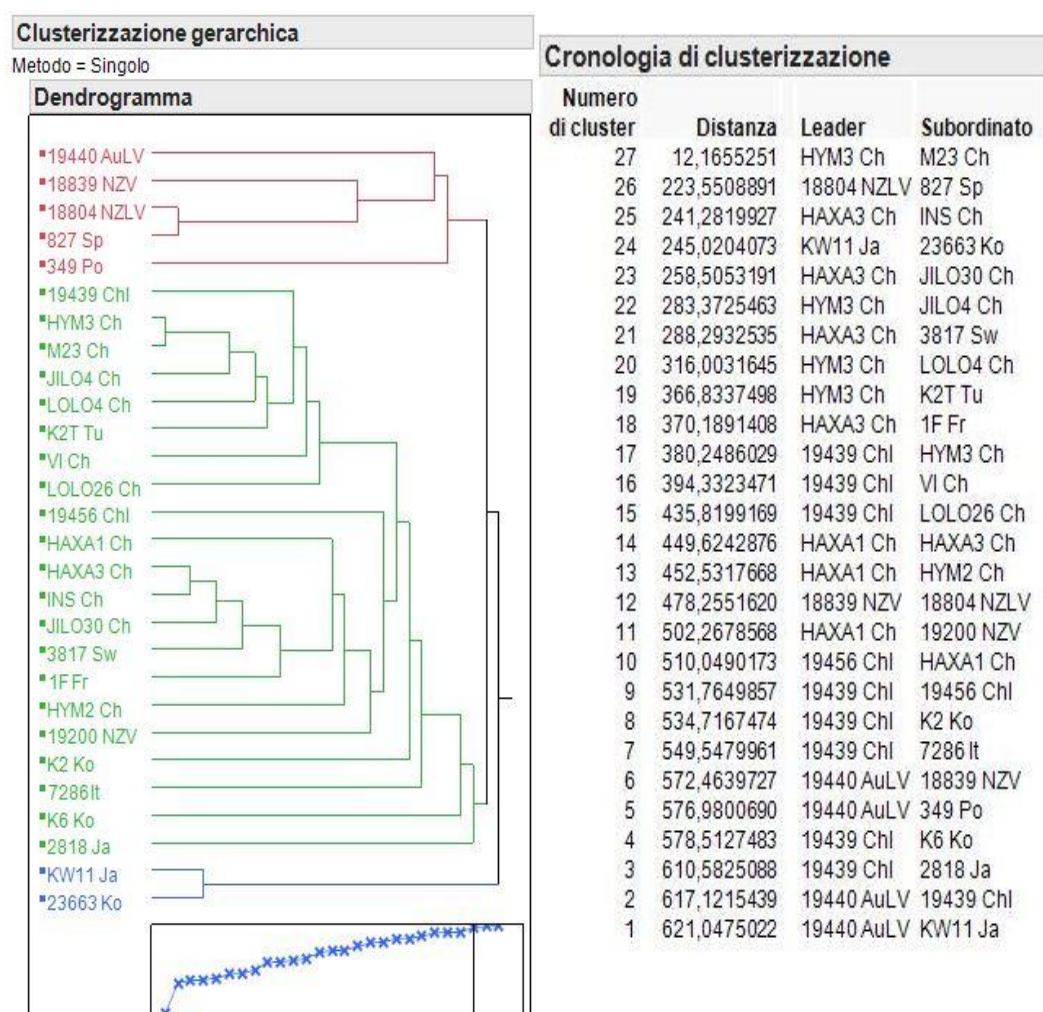 Clusterizzazione gerarchica
Metodo = Singolo
Dendrogramma
19440 AuLV
18839 NZV
18804 NZLV
827 Sp
349 Po
19439 Chl
HYM3 Ch
M23 Ch
JILO4 Ch
LOLO4 Ch
K2T Tu
VI Ch
LOLO26 Ch
19456 Chl
HAXA1 Ch
HAXA3 Ch
INS Ch
JILO30 Ch
3817 Sw
1F Fr
HYM2 Ch
19200 NZV
K2 Ko
7286 It
K6 Ko
2818 Ja
KW11 Ja
23663 Ko
Cronologia di clusterizzazione
Numero
di cluster Distanza Leader Subordinato
27 12,1655251 HYM3 Ch M23 Ch
26 223,5508891 18804 NZLV 827 Sp
25 241,2819927 HAXA3 Ch INS Ch
24 245,0204073 KW11 Ja 23663 Ko
23 258,5053191 HAXA3 Ch JILO30 Ch
22 283,3725463 HYM3 Ch JILO4 Ch
21 288,2932535 HAXA3 Ch 3817 Sw
20 316,0031645 HYM3 Ch LOLO4 Ch
19 366,8337498 HYM3 Ch K2T Tu
18 370,1891408 HAXA3 Ch 1F Fr
17 380,2486029 19439 Chl HYM3 Ch
16 394,3323471 19439 Chl VI Ch
15 435,8199169 19439 Chl LOLO26 Ch
14 449,6242876 HAXA1 Ch HAXA3 Ch
13 452,5317668 HAXA1 Ch HYM2 Ch
12 478,2551620 18839 NZV 18804 NZLV
11 502,2678568 HAXA1 Ch 19200 NZV
10 510,0490173 19456 Chl HAXA1 Ch
9 531,7649857 19439 Chl 19456 Chl
8 534,7167474 19439 Chl K2 Ko
7 549,5479961 19439 Chl 7286 It
6 572,4639727 19440 AuLV 18839 NZV
5 576,9800690 19440 AuLV 349 Po
4 578,5127483 19439 Chl K6 Ko
3 610,5825088 19439 Chl 2818 Ja
2 617,1215439 19440 AuLV 19439 Chl
1 621,0475022 19440 AuLV KW11 Ja